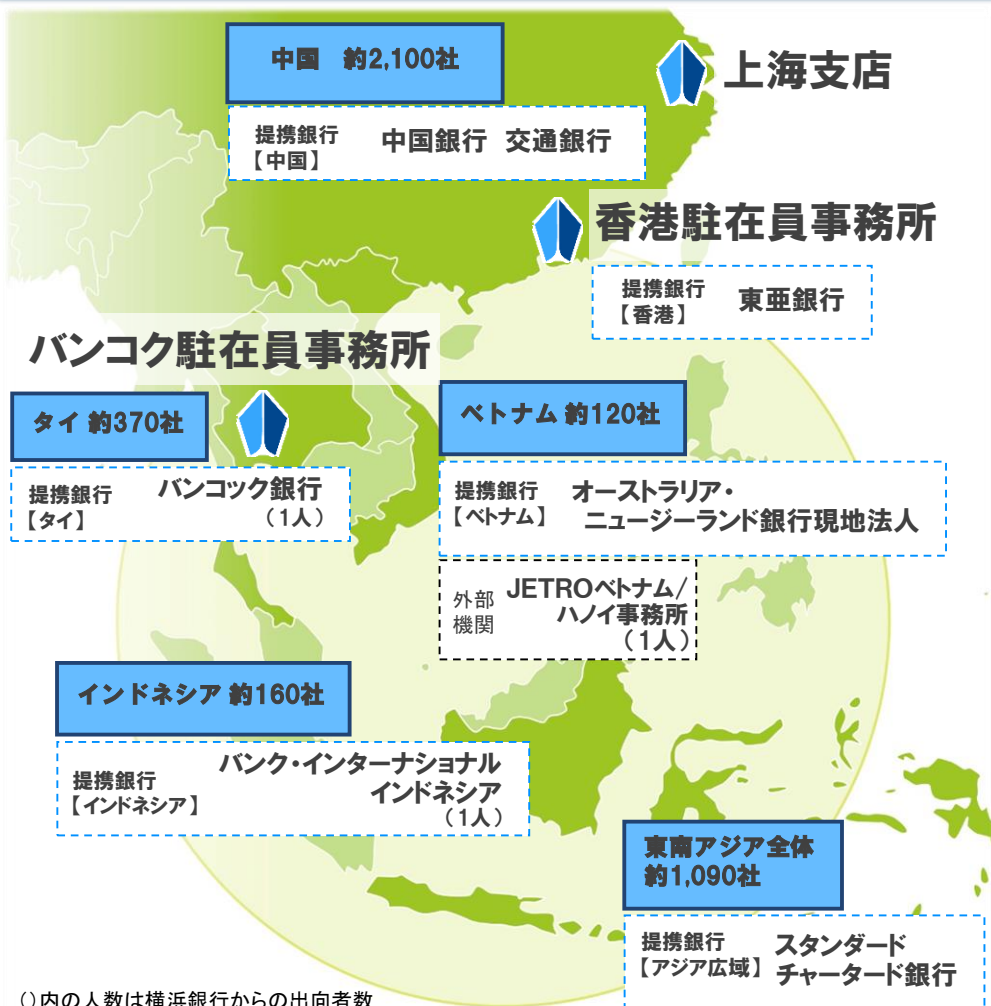 中国 約2,100社
上海支店
提携銀行
【中国】
中国銀行 交通銀行
香港駐在員事務所
提携銀行
【香港】
東亜銀行
バンコク駐在員事務所
タイ 約370社
提携銀行
【タイ】
バンコック銀行
(1人)
ベトナム 約120社
提携銀行
【ベトナム】
オーストラリア・
ニュージーランド銀行現地法人
外部
機関
JETROベトナム/
ハノイ事務所
(1人)
インドネシア 約160社
提携銀行
【インドネシア】
バンク・インターナショナル
インドネシア
(1人)
東南アジア全体
約1,090社
提携銀行
【アジア広域】
スタンダード
チャータード銀行
()内の人数は横浜銀行からの出向者数